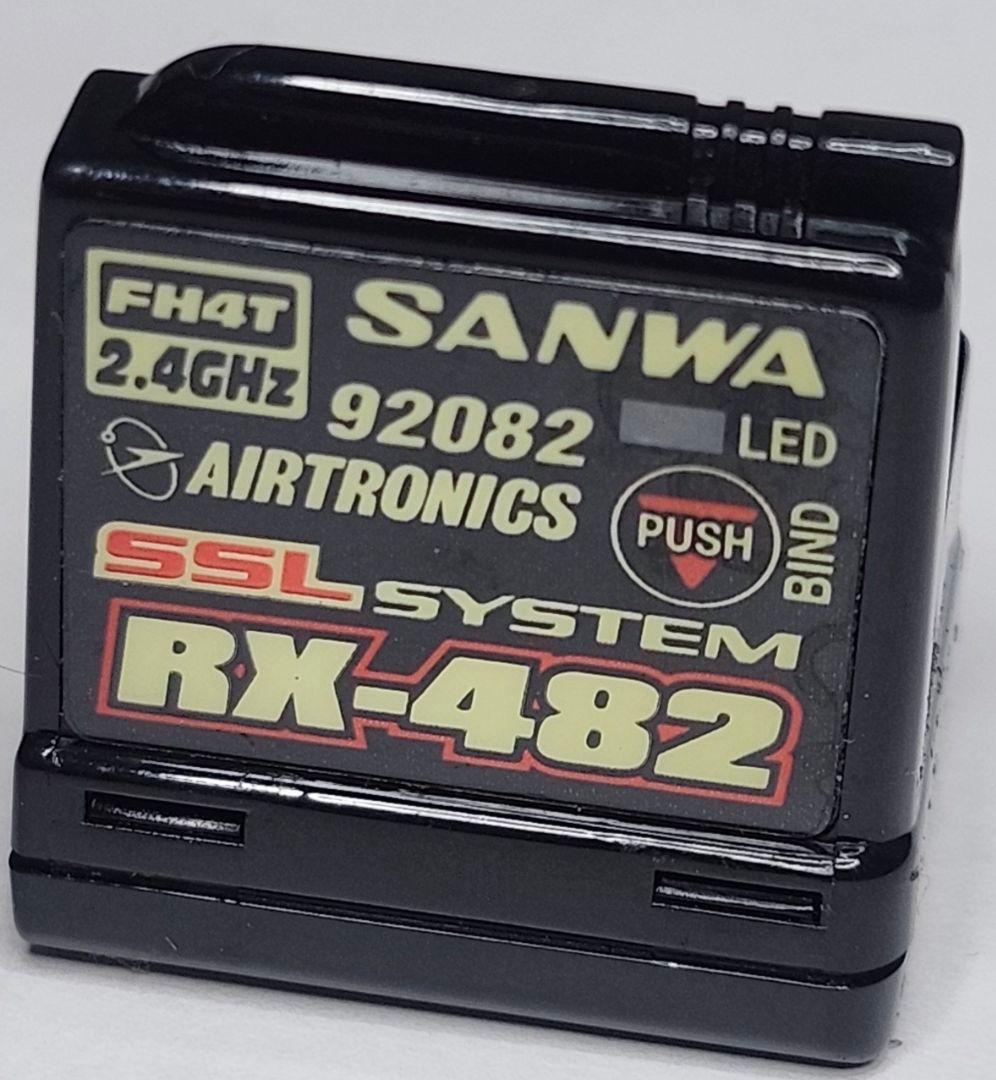 FH4T
2.4GHz
SANWA
92082
LED
AIRTRONICS
PUSH
BIND
SSL SYSTEM
RX-482